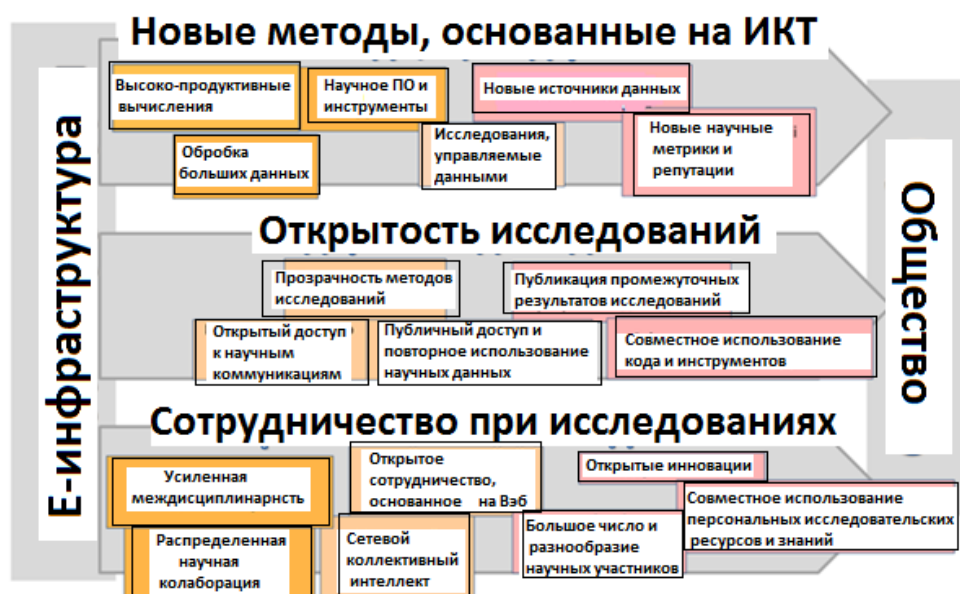 Новые методы, основанные на ИКТ
Высоко-продуктивные
вычисления
Научное ПО и
инструменты
Новые источники данных
Обробка
больших данных
Исследования,
управляемые
данными
Новые научные
метрики и
репутации
Е-инфраструктура
Общество
Открытость исследований
Прозрачность методов
исследований
Публикация промежуточных
результатов исследований
Открытый доступ
к научным
коммуникациям
Публичный доступ и
повторное использование
научных данных
Совместное использование
кода и инструментов
Сотрудничество при исследованиях
Усиленная
междисциплинарнсть
Открытое
сотрудничество,
основанное на Вэб
Открытые инновации
Совместное использование
персональных исследовательских
ресурсов и знаний
Распределенная
научная
колаборация
Сетевой
коллективный
интеллект
Большое число и
разнообразие
научных участников